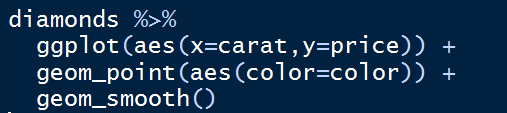 diamonds %>%
  ggplot(aes(x=carat,y=price)) +
  geom_point(aes(color=color)) +
  geom_smooth()